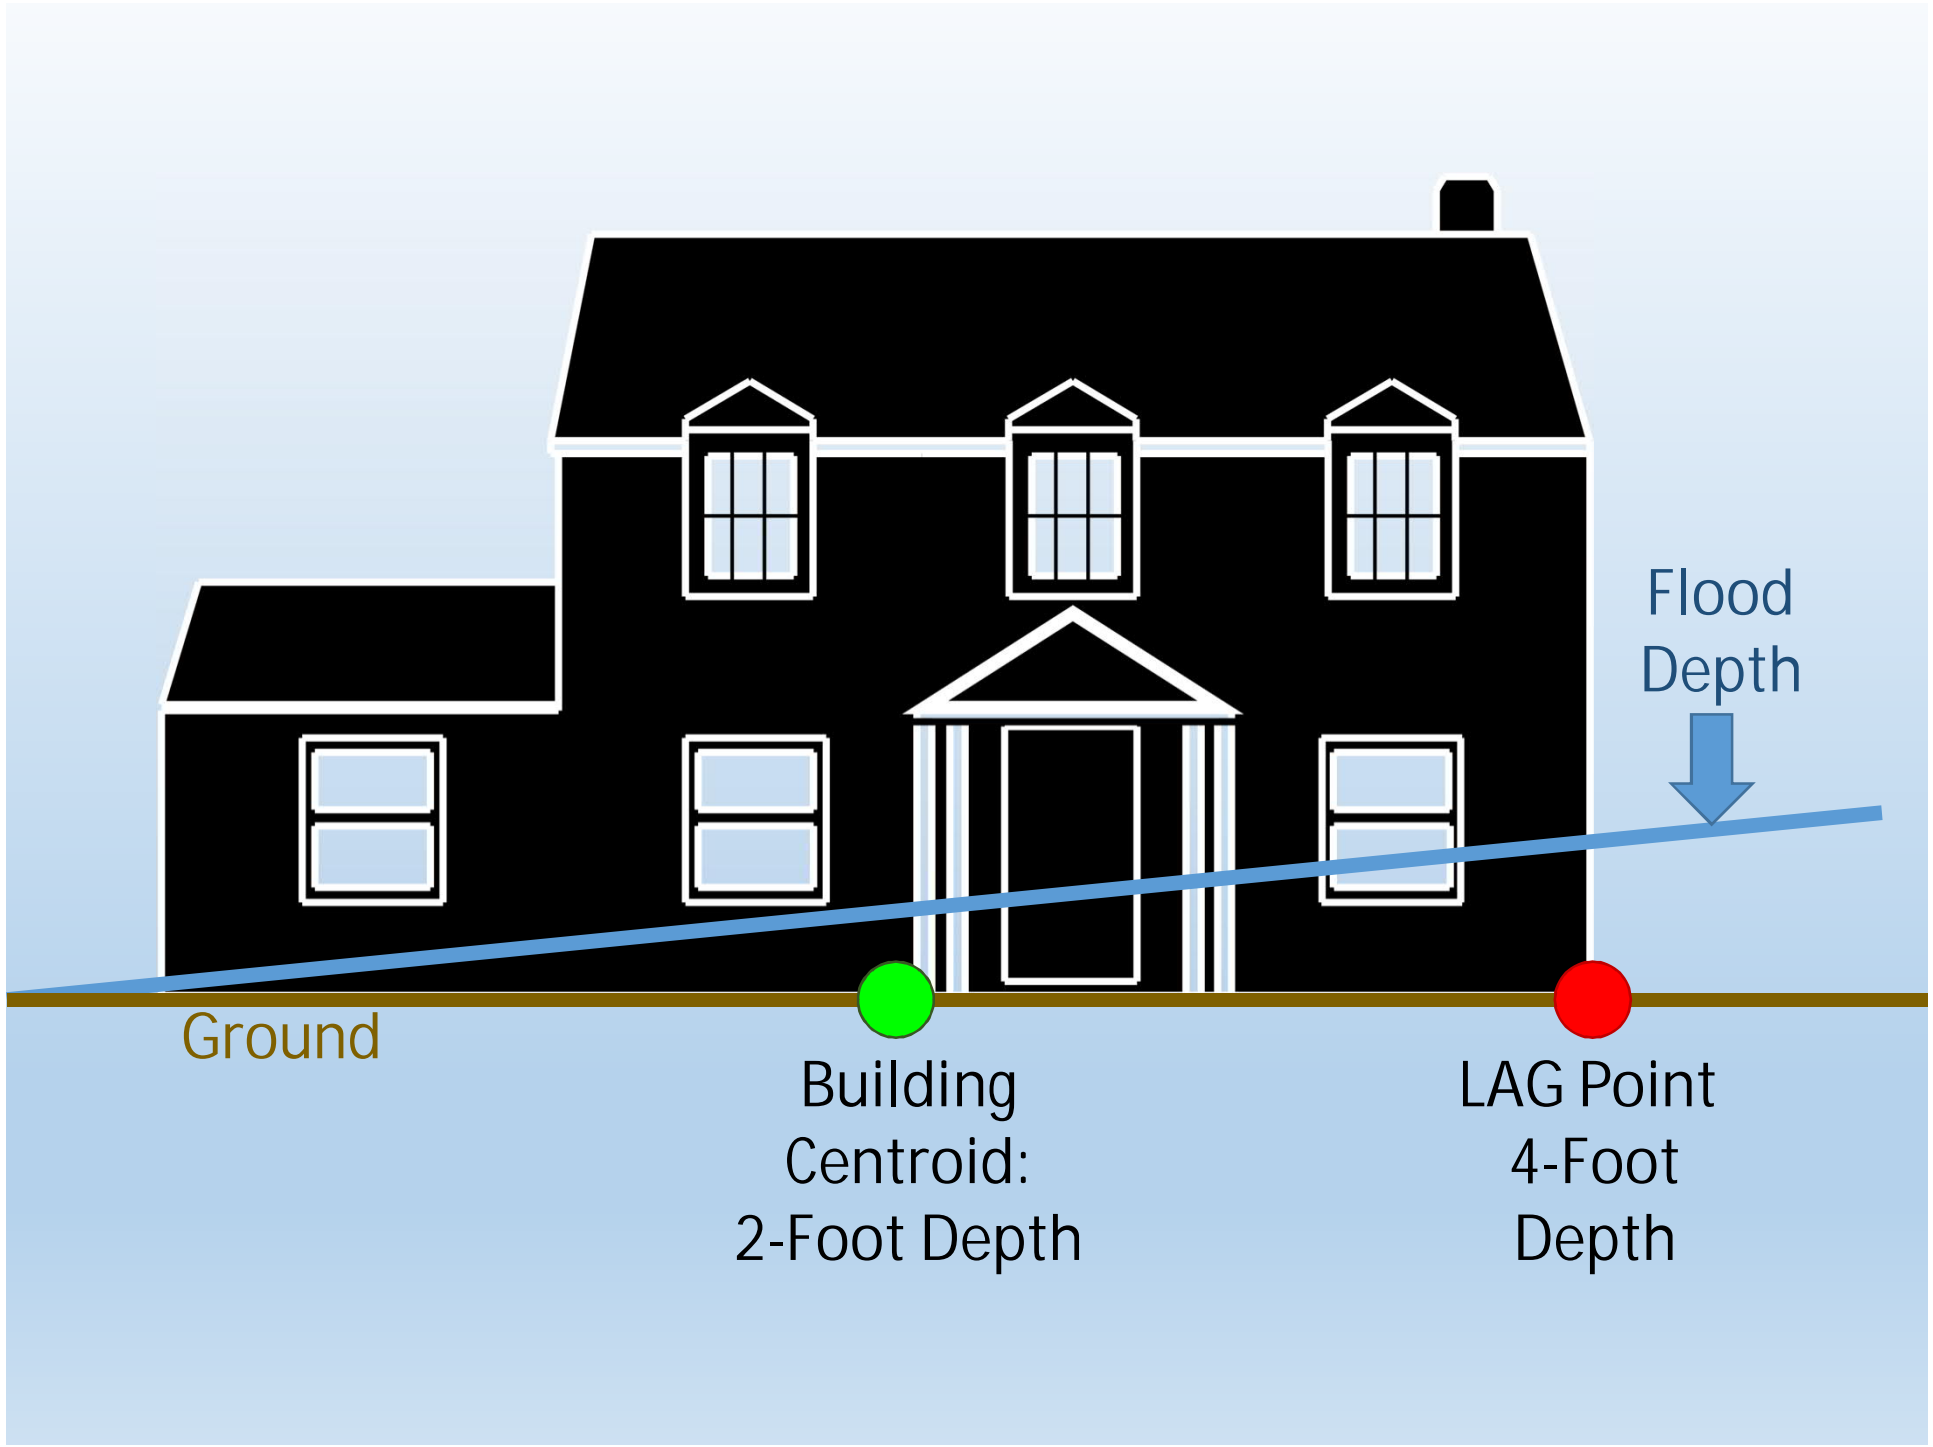 Flood
Depth
Ground
Building
Centroid:
2-Foot Depth
LAG Point
4-Foot
Depth